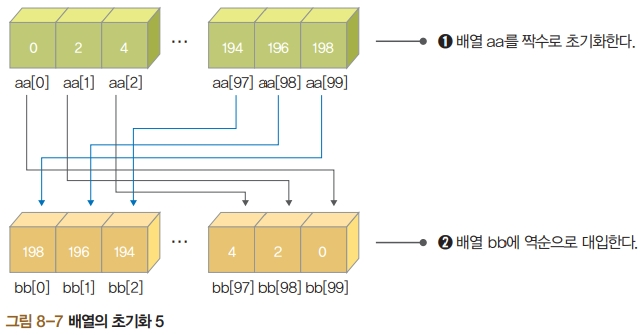 0 2 4 ··· 194 196 198 ❶ 배열 aa를 짝수로 초기화한다.
aa[0] aa[1] aa[2] aa[97] aa[98] aa[99]
198 196 194 ··· 4 2 0 ❷ 배열 bb에 역순으로 대입한다.
bb[0] bb[1] bb[2] bb[97] bb[98] bb[99]
그림 8-7 배열의 초기화 5